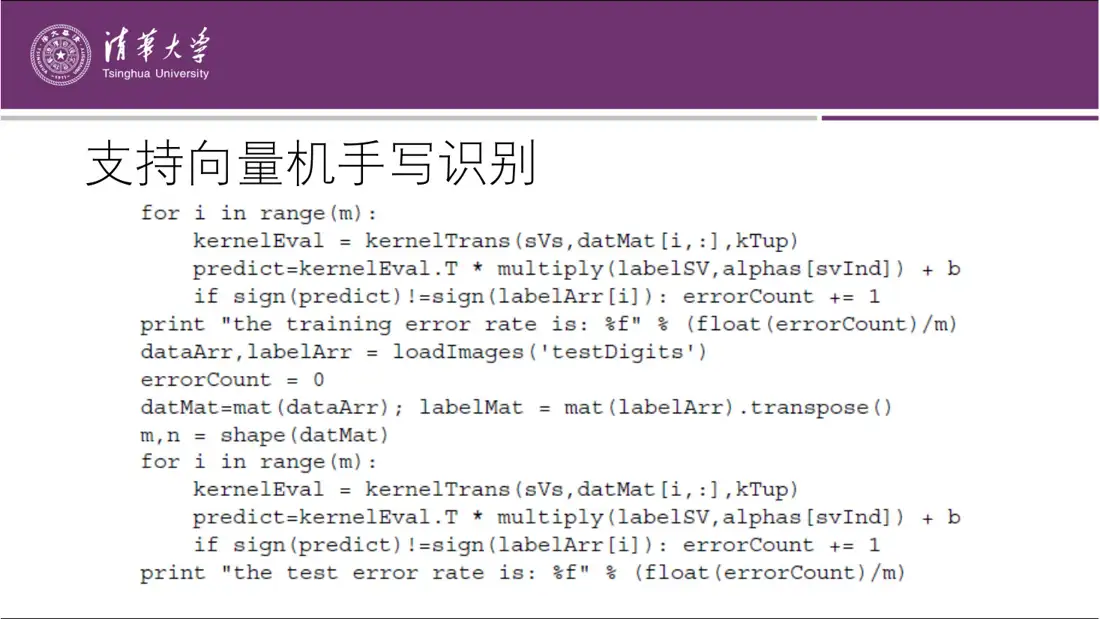 清华大学
Tsinghua University
支持向量机手写识别
for i in range(m):
    kernelEval = kernelTrans(sVs,datMat[i,:],kTup)
    predict=kernelEval.T * multiply(labelSV,alphas[svInd]) + b
    if sign(predict)!=sign(labelArr[i]): errorCount += 1
print "the training error rate is: %f" % (float(errorCount)/m)
dataArr,labelArr = loadImages('testDigits')
errorCount = 0
datMat=mat(dataArr); labelMat = mat(labelArr).transpose()
m,n = shape(datMat)
for i in range(m):
    kernelEval = kernelTrans(sVs,datMat[i,:],kTup)
    predict=kernelEval.T * multiply(labelSV,alphas[svInd]) + b
    if sign(predict)!=sign(labelArr[i]): errorCount += 1
print "the test error rate is: %f" % (float(errorCount)/m)